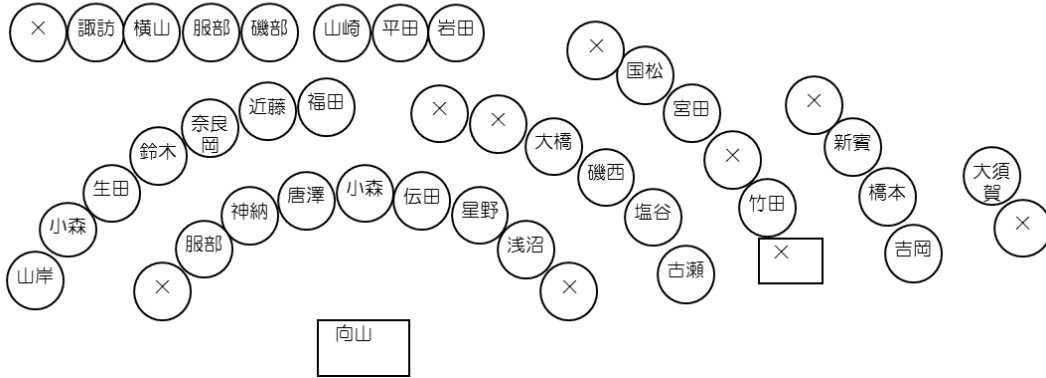 ×
諏訪
横山
服部
磯部
山崎
平田
岩田
×
国松
宮田
×
竹田
×
×
新賓
橋本
吉岡
大須
賀
×
福田
近藤
奈良
岡
鈴木
生田
小森
山岸
×
×
大橋
磯西
塩谷
古瀬
×
服部
神納
唐澤
小森
伝田
星野
浅沼
×
向山